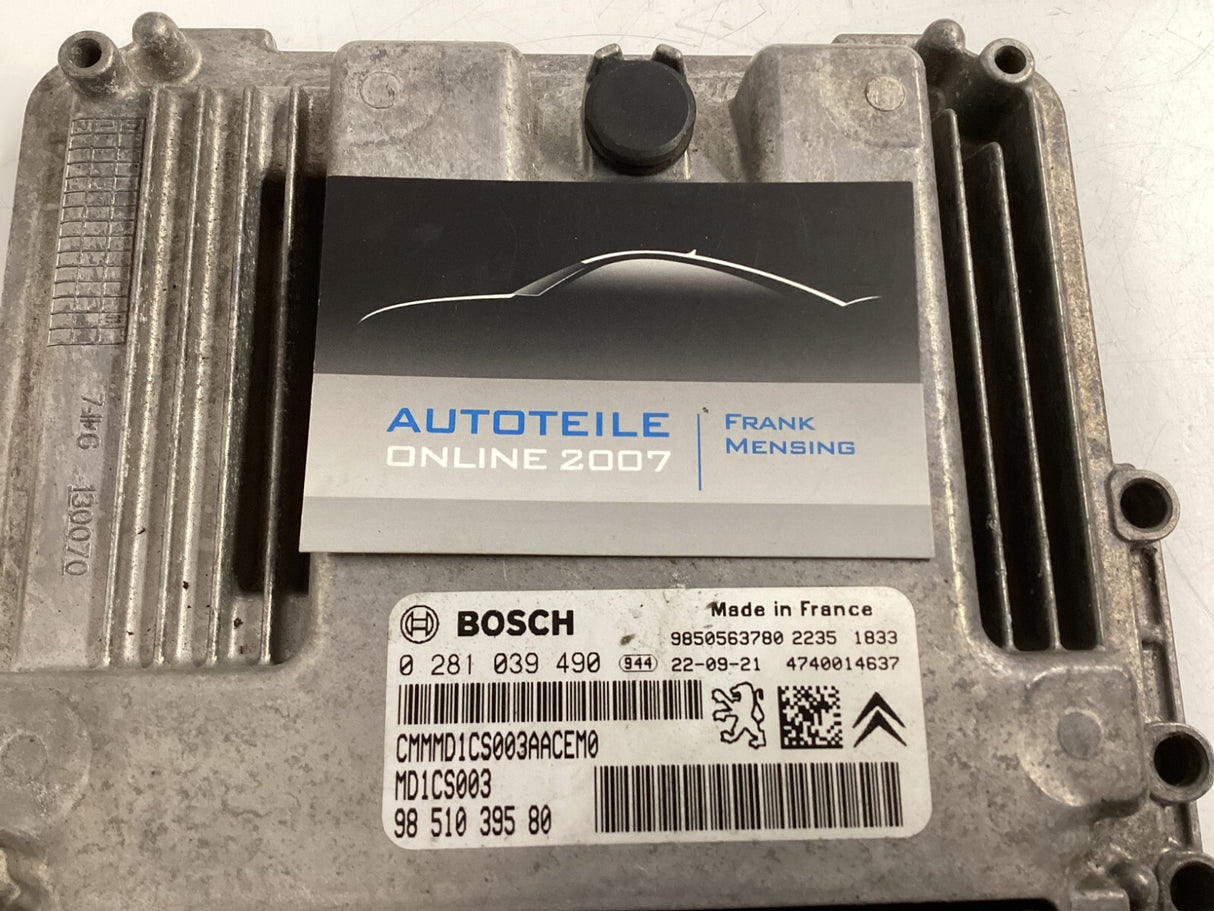 AUTOTEILE
ONLINE 2007
FRANK
MENSING
130070
BOSCH
Made in France
9850563780 2235 1833
0 281 039 490 944 22-09-21 4740014637
CMMMD1CS003AACEM0
MD1CS003
98 510 395 80